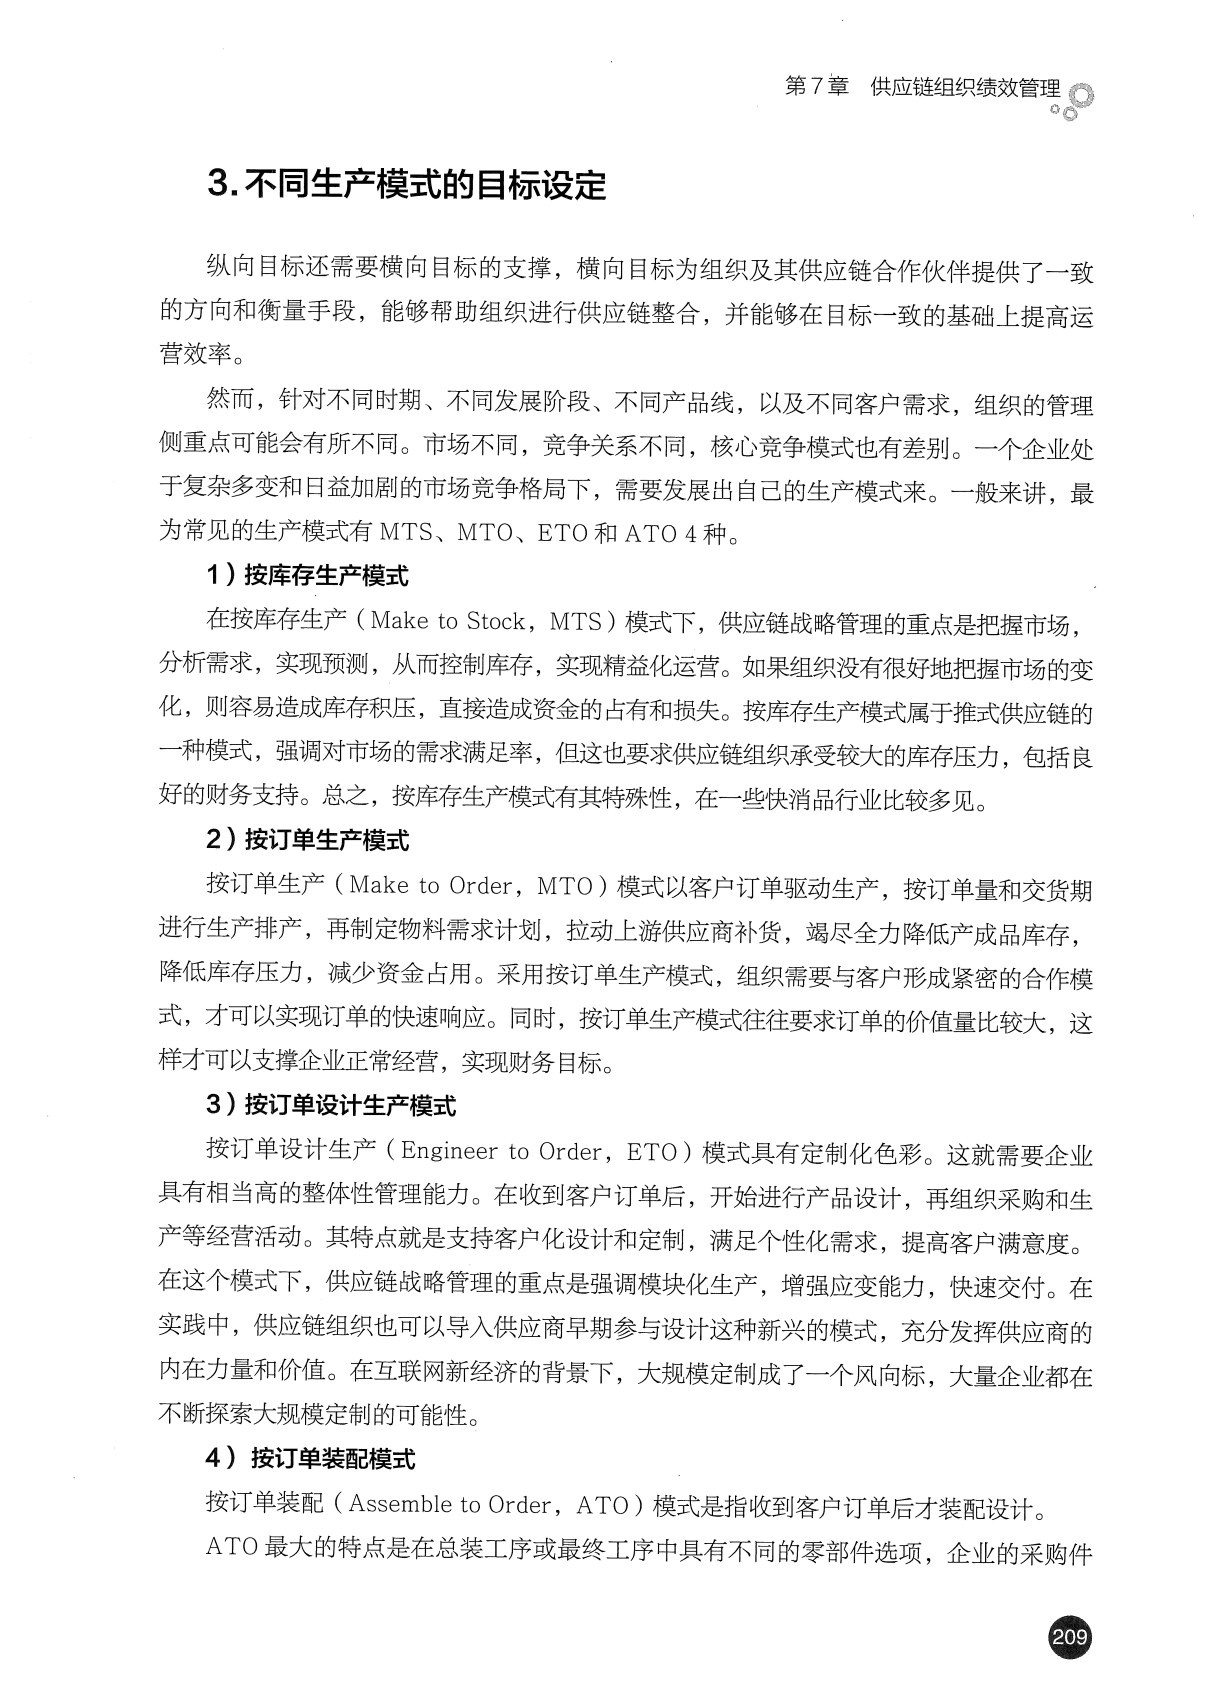 第7章　供应链组织绩效管理
3.不同生产模式的目标设定
纵向目标还需要横向目标的支撑，横向目标为组织及其供应链合作伙伴提供了一致
的方向和衡量手段，能够帮助组织进行供应链整合，并能够在目标一致的基础上提高运
营效率。
然而，针对不同时期、不同发展阶段、不同产品线，以及不同客户需求，组织的管理
侧重点可能会有所不同。市场不同，竞争关系不同，核心竞争模式也有差别。一个企业处
于复杂多变和日益加剧的市场竞争格局下，需要发展出自己的生产模式来。一般来讲，最
为常见的生产模式有 MTS、MTO、ETO 和 ATO 4 种。
1）按库存生产模式
在按库存生产（Make to Stock，MTS）模式下，供应链战略管理的重点是把握市场，
分析需求，实现预测，从而控制库存，实现精益化运营。如果组织没有很好地把握市场的变
化，则容易造成库存积压，直接造成资金的占有和损失。按库存生产模式属于推式供应链的
一种模式，强调对市场的需求满足率，但这也要求供应链组织承受较大的库存压力，包括良
好的财务支持。总之，按库存生产模式有其特殊性，在一些快消品行业比较多见。
2）按订单生产模式
按订单生产（Make to Order，MTO）模式以客户订单驱动生产，按订单量和交货期
进行生产排产，再制定物料需求计划，拉动上游供应商补货，竭尽全力降低产成品库存，
降低库存压力，减少资金占用。采用按订单生产模式，组织需要与客户形成紧密的合作模
式，才可以实现订单的快速响应。同时，按订单生产模式往往要求订单的价值量比较大，这
样才可以支撑企业正常经营，实现财务目标。
3）按订单设计生产模式
按订单设计生产（Engineer to Order，ETO）模式具有定制化色彩。这就需要企业
具有相当高的整体性管理能力。在收到客户订单后，开始进行产品设计，再组织采购和生
产等经营活动。其特点就是支持客户化设计和定制，满足个性化需求，提高客户满意度。
在这个模式下，供应链战略管理的重点是强调模块化生产，增强应变能力，快速交付。在
实践中，供应链组织也可以导入供应商早期参与设计这种新兴的模式，充分发挥供应商的
内在力量和价值。在互联网新经济的背景下，大规模定制成了一个风向标，大量企业都在
不断探索大规模定制的可能性。
4） 按订单装配模式
按订单装配（Assemble to Order，ATO）模式是指收到客户订单后才装配设计。
ATO 最大的特点是在总装工序或最终工序中具有不同的零部件选项，企业的采购件
209